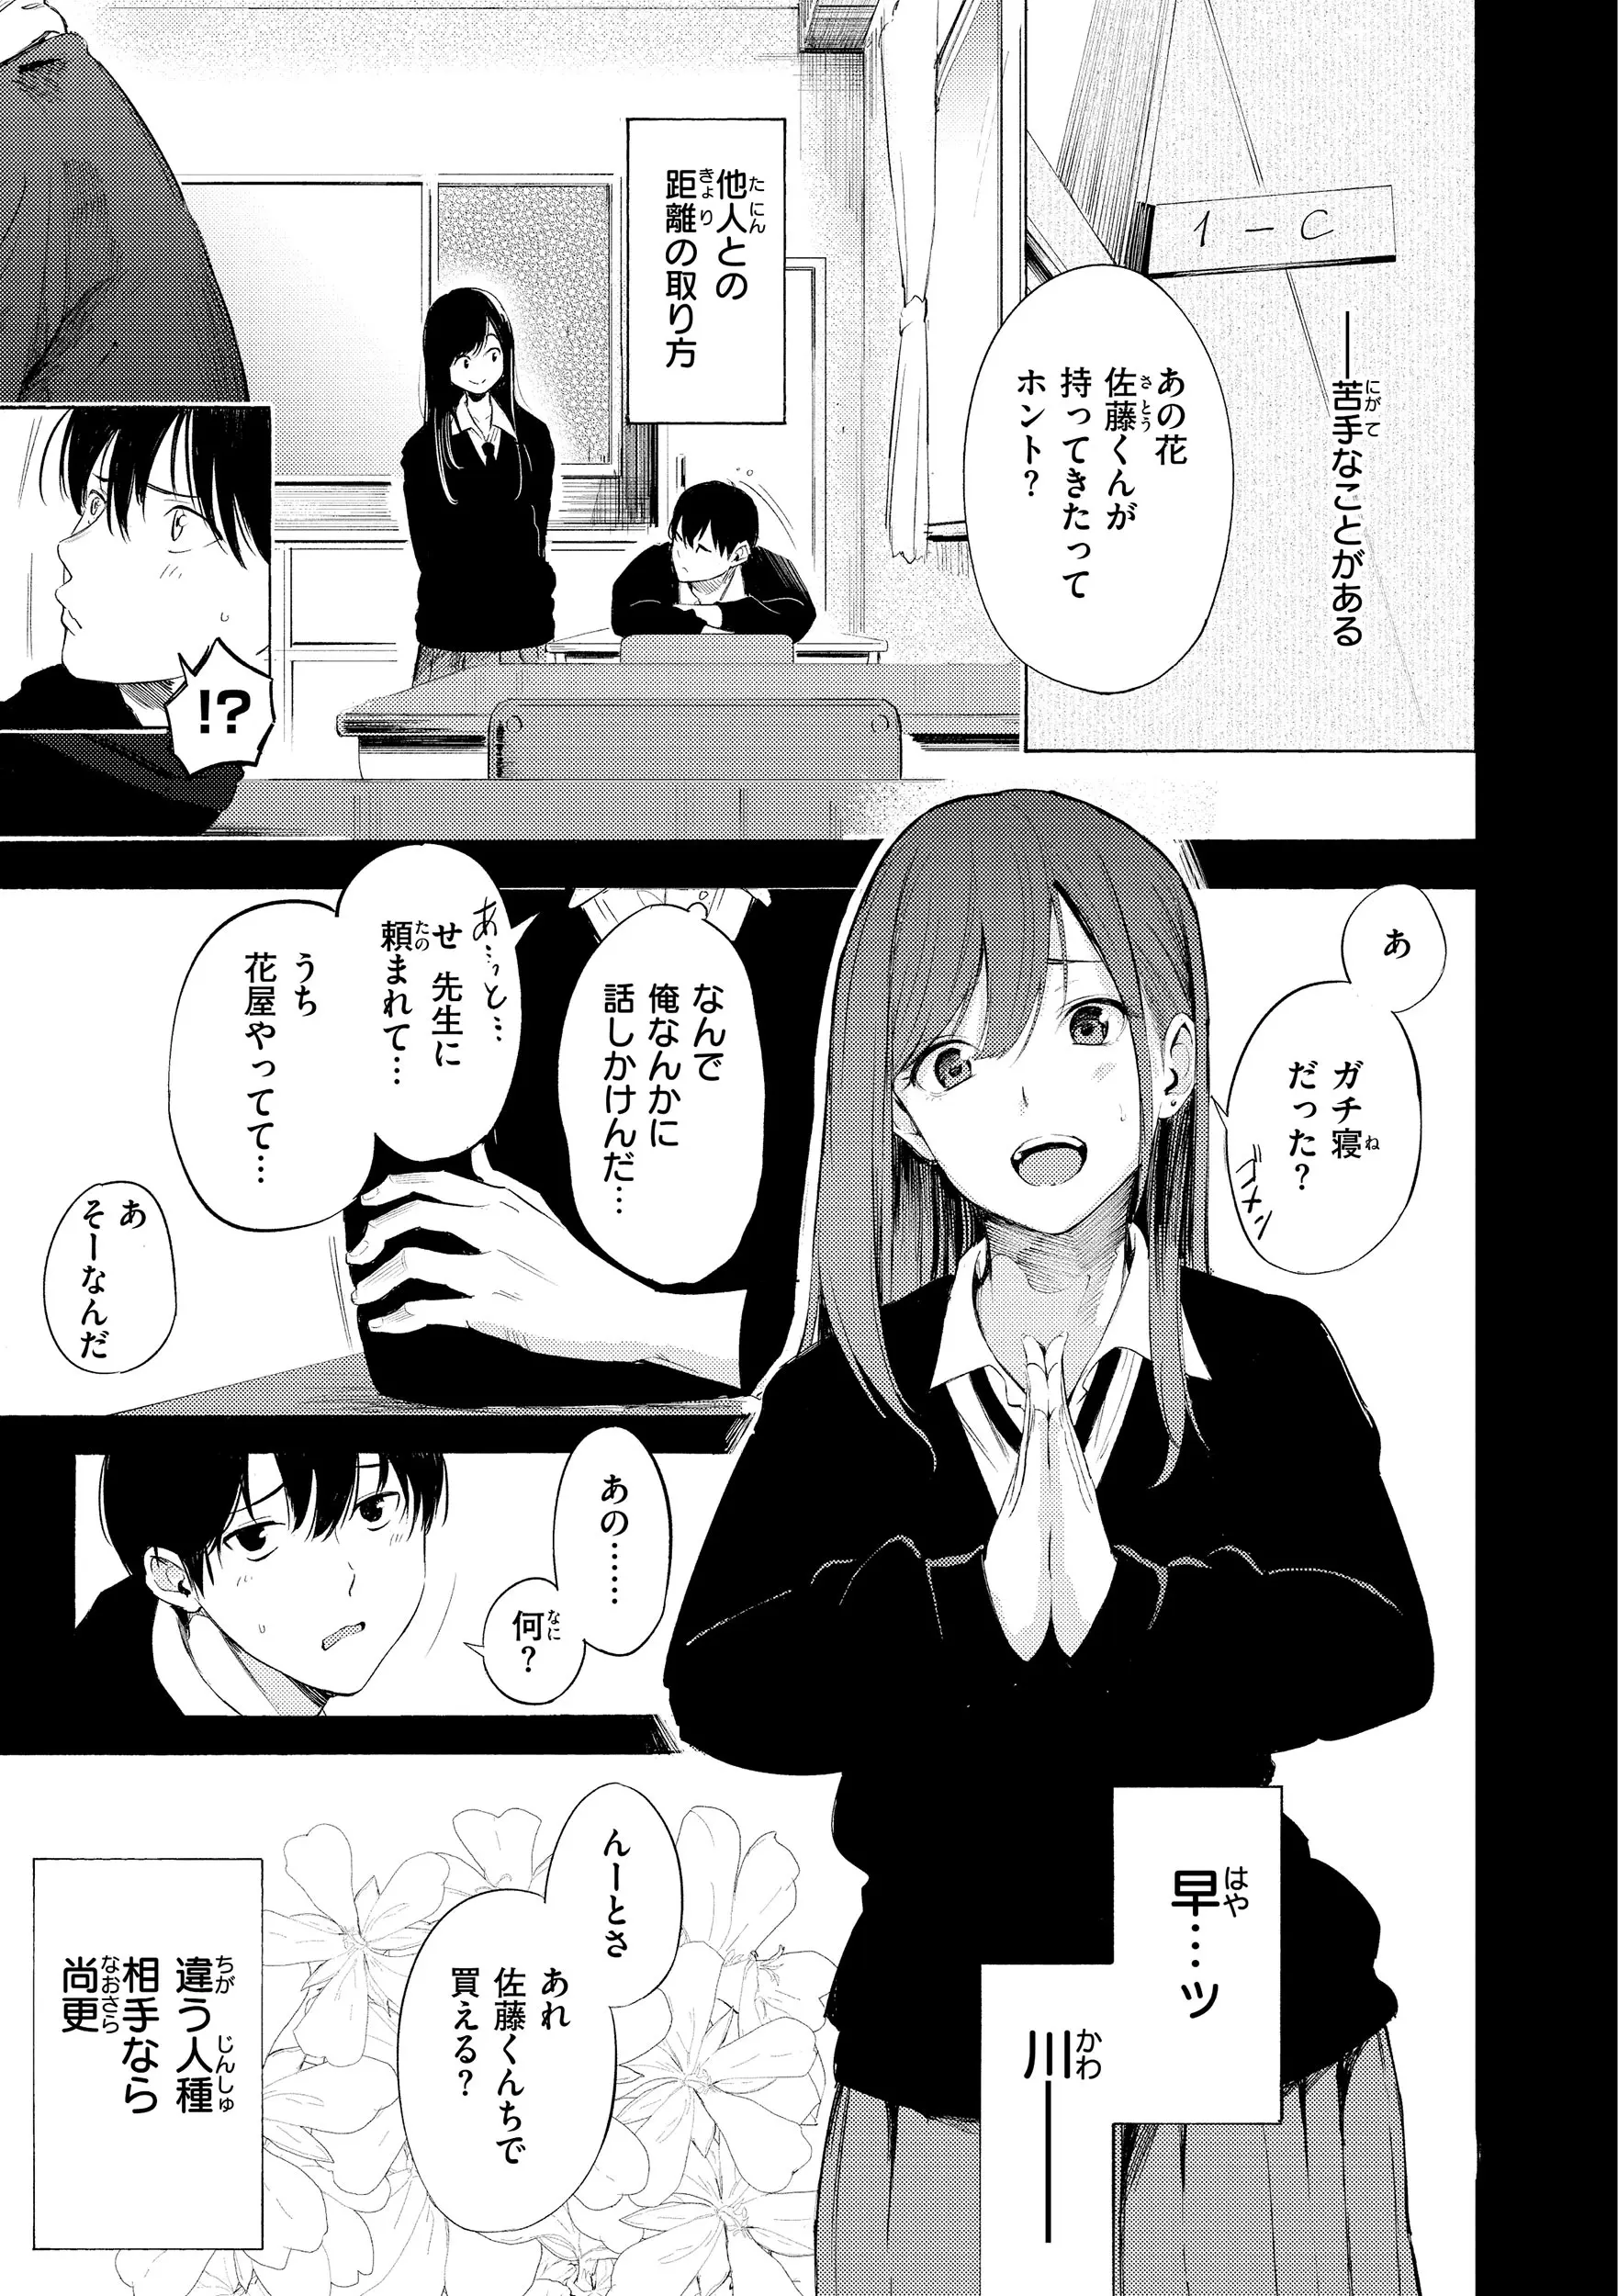 1-C
――苦手なことがある
あの花
佐藤くんが
持ってきたって
ホント？
他人との
距離の取り方
!?
あ
ガチ寝
だった？
ゴメン
早…ッ
川――
なんで
俺なんかに
話しかけんだ…
あ…っと…
せ 先生に
頼まれて…
うち
花屋やってて…
あ
そーなんだ
あの……
何？
んーとさ
あれ
佐藤くんちで
買える？
違う人種
相手なら
尚更